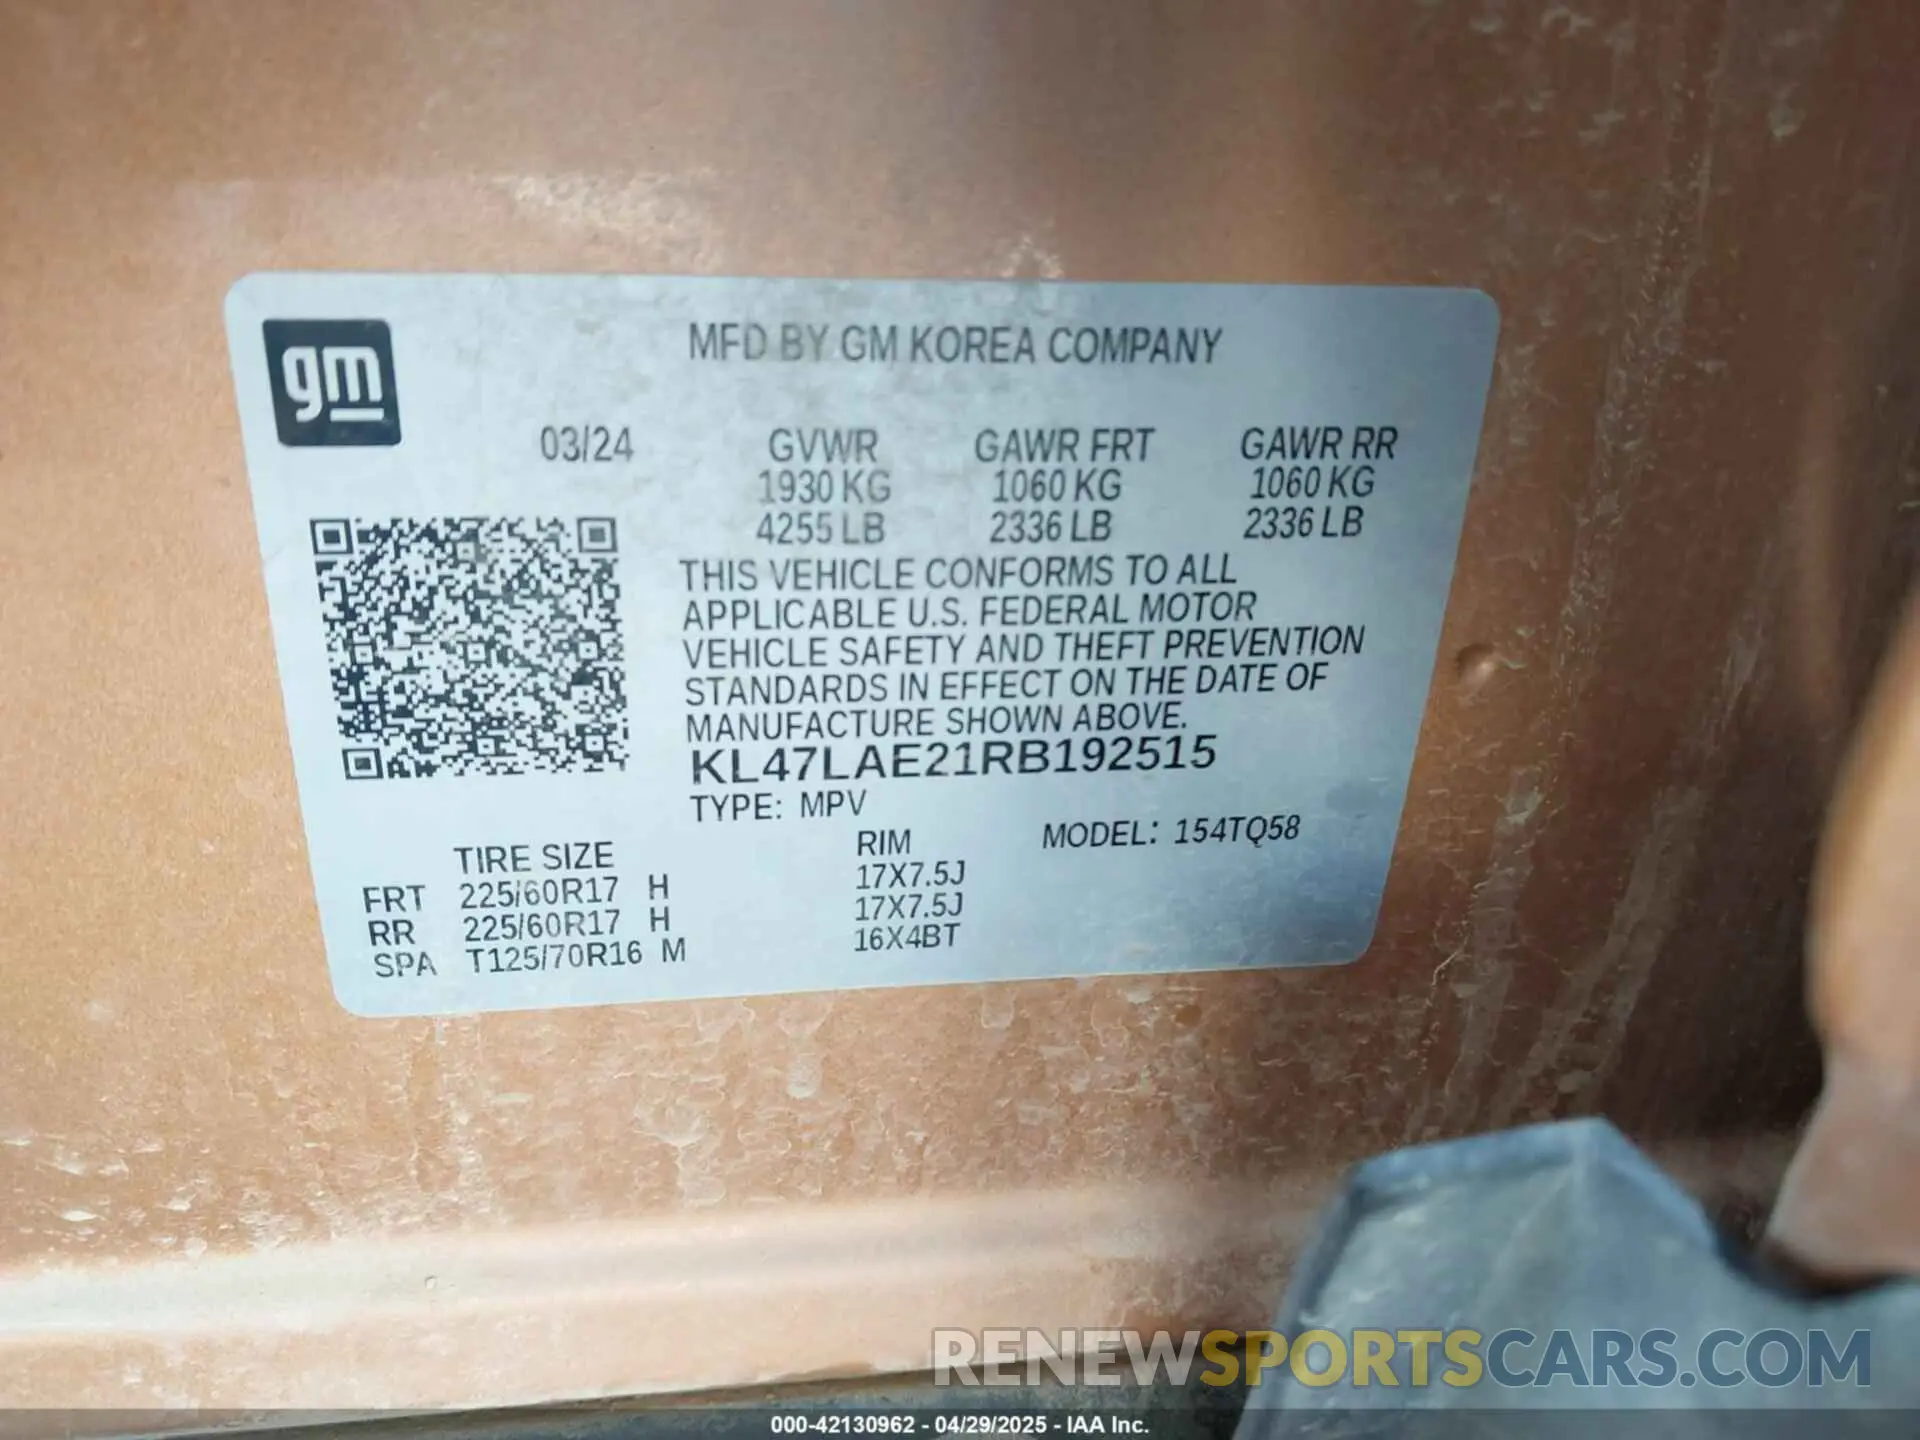 gm
MFD BY GM KOREA COMPANY
03/24 GVWR GAWR FRT GAWR RR
1930 KG 1060 KG 1060 KG
4255 LB 2336 LB 2336 LB
THIS VEHICLE CONFORMS TO ALL
APPLICABLE U.S. FEDERAL MOTOR
VEHICLE SAFETY AND THEFT PREVENTION
STANDARDS IN EFFECT ON THE DATE OF
MANUFACTURE SHOWN ABOVE.
KL47LAE21RB192515
TYPE: MPV
TIRE SIZE RIM MODEL: 154TQ58
FRT 225/60R17 H 17X7.5J
RR 225/60R17 H 17X7.5J
SPA T125/70R16 M 16X4BT
RENEWSPORTSCARS.COM
000-42130962 - 04/29/2025 - IAA Inc.